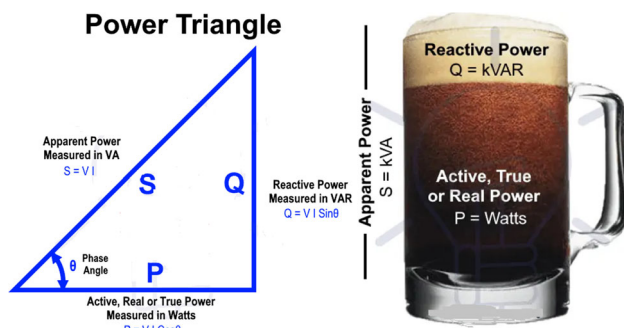 Power Triangle
Apparent Power
Measured in VA
S = V I
S
Q
Reactive Power
Measured in VAR
Q = V I Sinθ
θ
Phase
Angle
P
Active, Real or True Power
Measured in Watts
Apparent Power
S = kVA
Reactive Power
Q = kVAR
Active, True
or Real Power
P = Watts